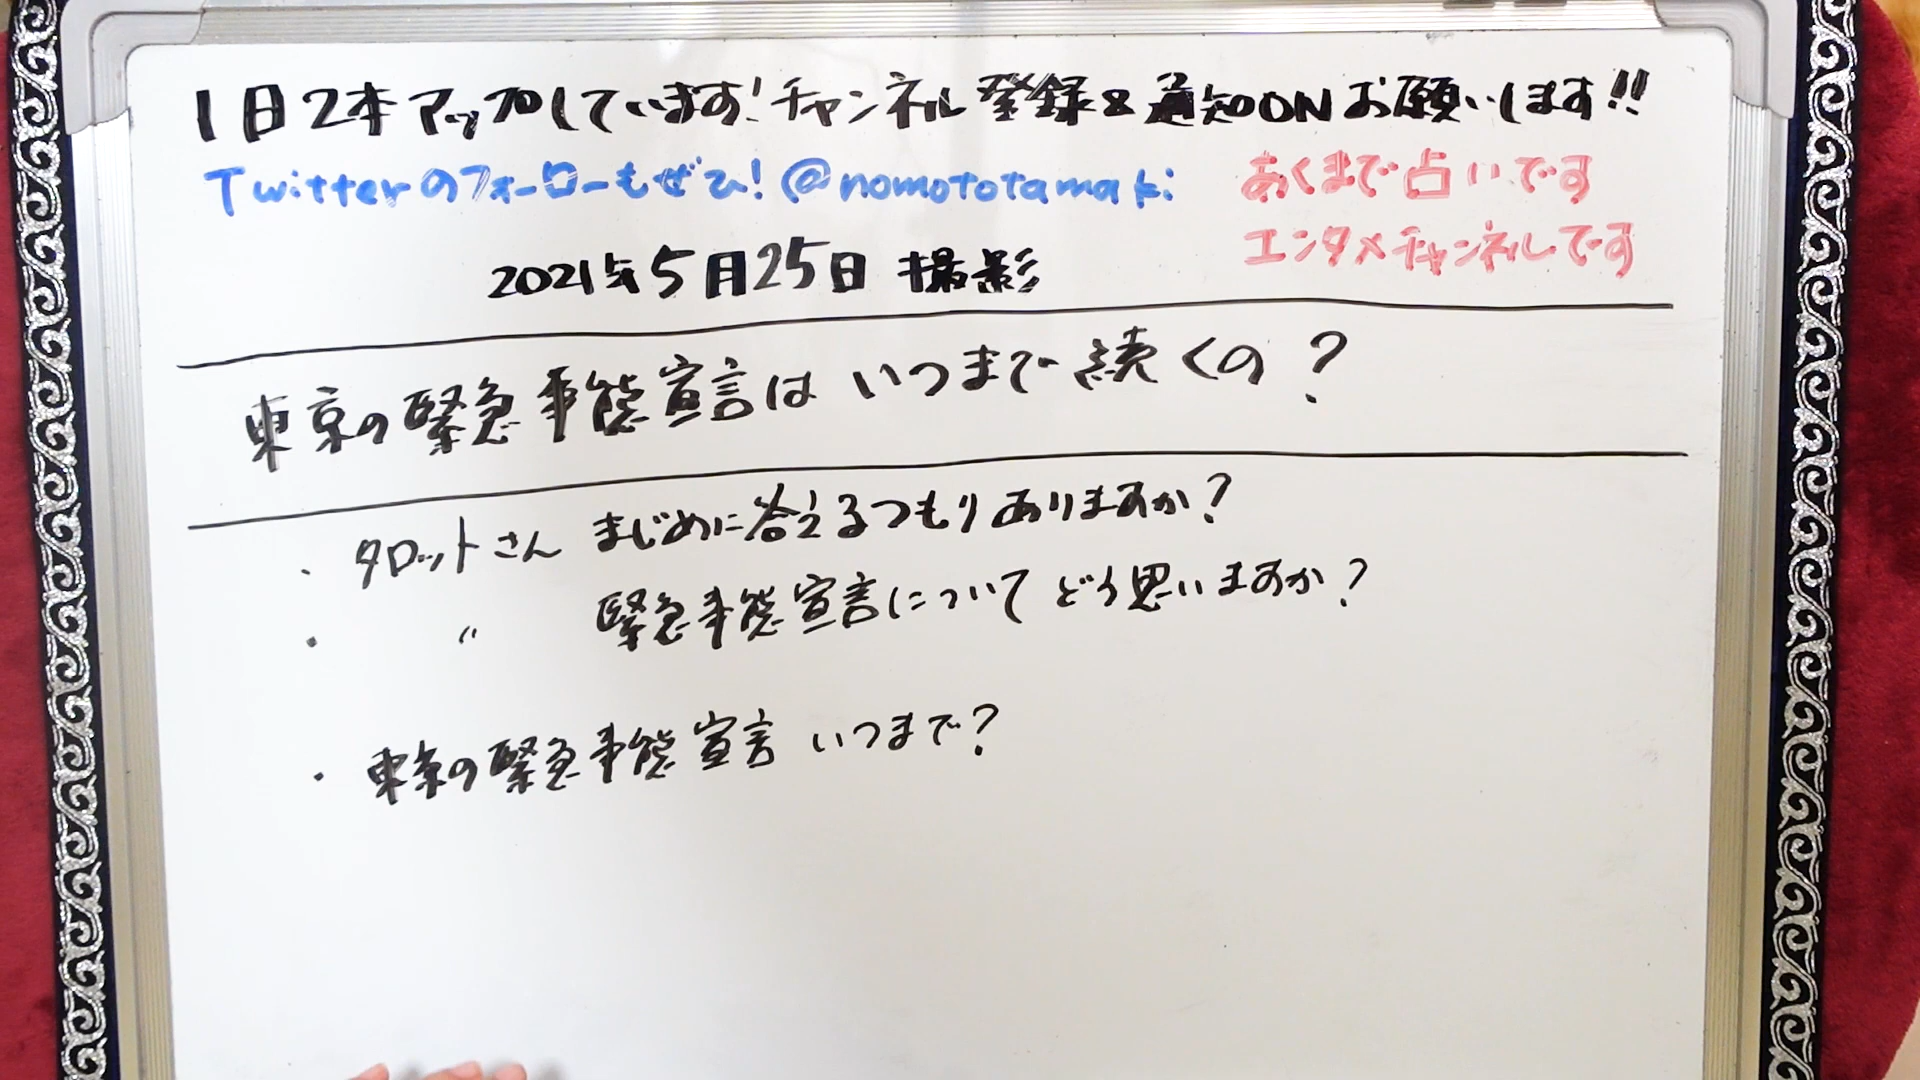 1日2本アップしています!チャンネル登録&通知ONお願いします!!
Twitterのフォローもぜひ!@nomototamaki
あくまで占いです
エンタメチャンネルです
2021年5月25日 撮影
東京の緊急事態宣言は いつまで続くの?
・タロットさん まじめに答えるつもりありますか?
・ 〃 緊急事態宣言について どう思いますか?
・東京の緊急事態宣言 いつまで?